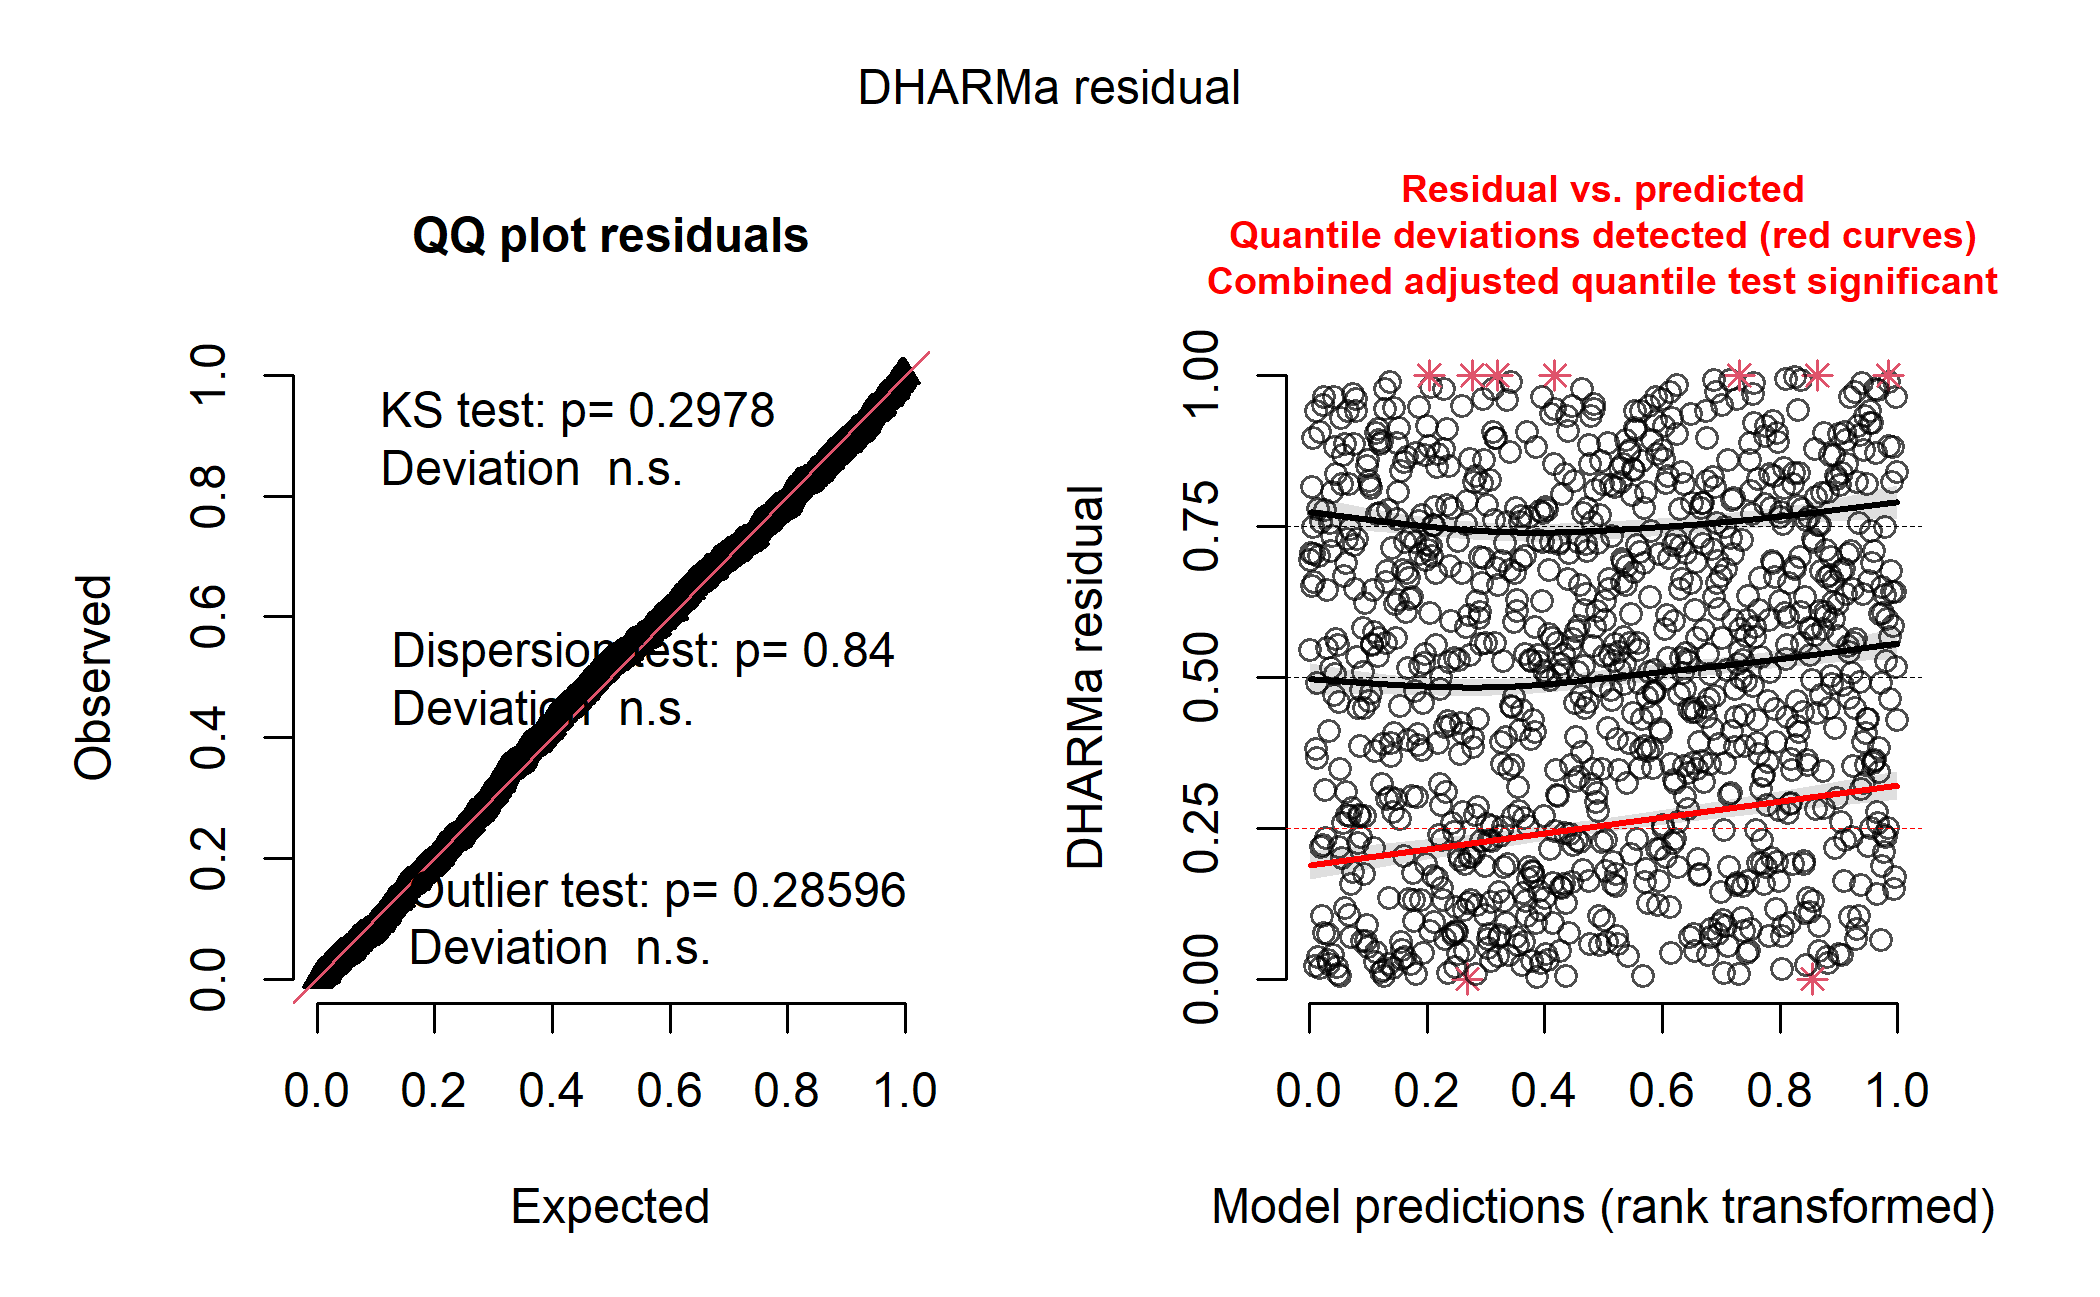 DHARMa residual
QQ plot residuals
KS test: p= 0.2978
Deviation  n.s.
Dispersion test: p= 0.84
Deviation  n.s.
Outlier test: p= 0.28596
Deviation  n.s.
Observed
0.0 0.2 0.4 0.6 0.8 1.0
0.0 0.2 0.4 0.6 0.8 1.0
Expected
Residual vs. predicted
Quantile deviations detected (red curves)
Combined adjusted quantile test significant
DHARMa residual
0.00 0.25 0.50 0.75 1.00
0.0 0.2 0.4 0.6 0.8 1.0
Model predictions (rank transformed)